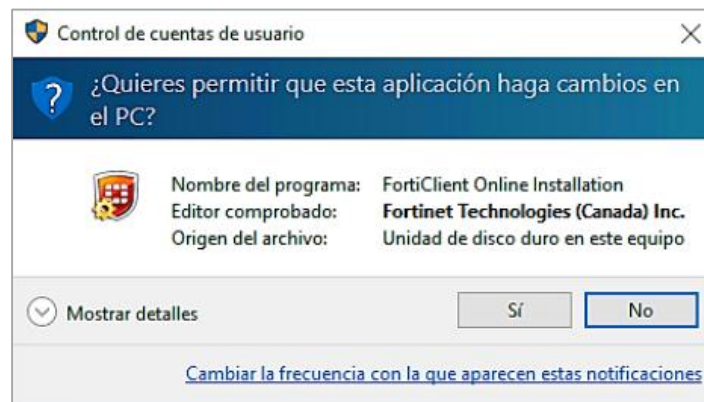 Control de cuentas de usuario
¿Quieres permitir que esta aplicación haga cambios en
el PC?
Nombre del programa: FortiClient Online Installation
Editor comprobado: Fortinet Technologies (Canada) Inc.
Origen del archivo: Unidad de disco duro en este equipo
Mostrar detalles
Sí
No
Cambiar la frecuencia con la que aparecen estas notificaciones